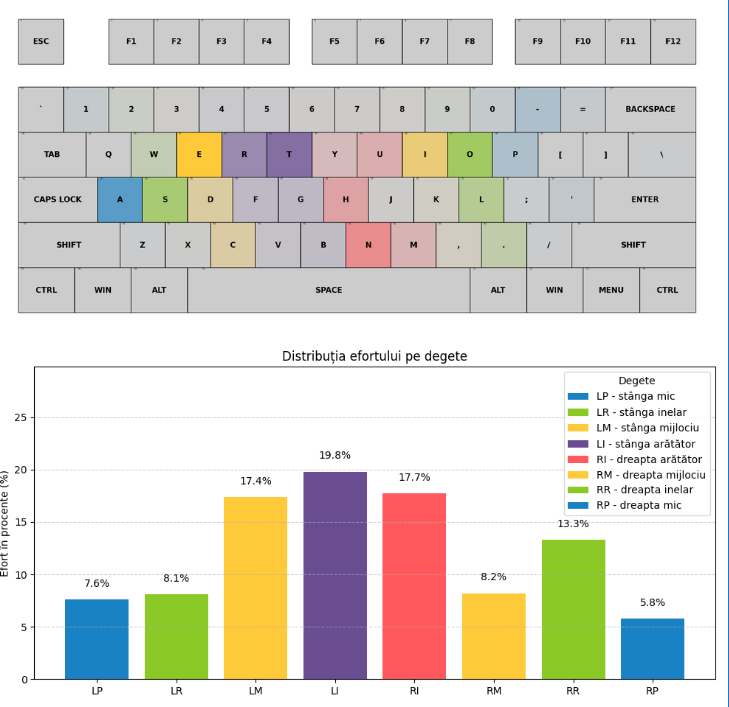 ESC F1 F2 F3 F4 F5 F6 F7 F8 F9 F10 F11 F12
` 1 2 3 4 5 6 7 8 9 0 - = BACKSPACE
TAB Q W E R T Y U I O P [ ] \
CAPS LOCK A S D F G H J K L ; ' ENTER
SHIFT Z X C V B N M , . / SHIFT
CTRL WIN ALT SPACE ALT WIN MENU CTRL
Distribuția efortului pe degete
Efort în procente (%)
25
20
15
10
5
0
7.6%
8.1%
17.4%
19.8%
17.7%
8.2%
13.3%
5.8%
LP LR LM LI RI RM RR RP
Degete
LP - stânga mic
LR - stânga inelar
LM - stânga mijlociu
LI - stânga arătător
RI - dreapta arătător
RM - dreapta mijlociu
RR - dreapta inelar
RP - dreapta mic